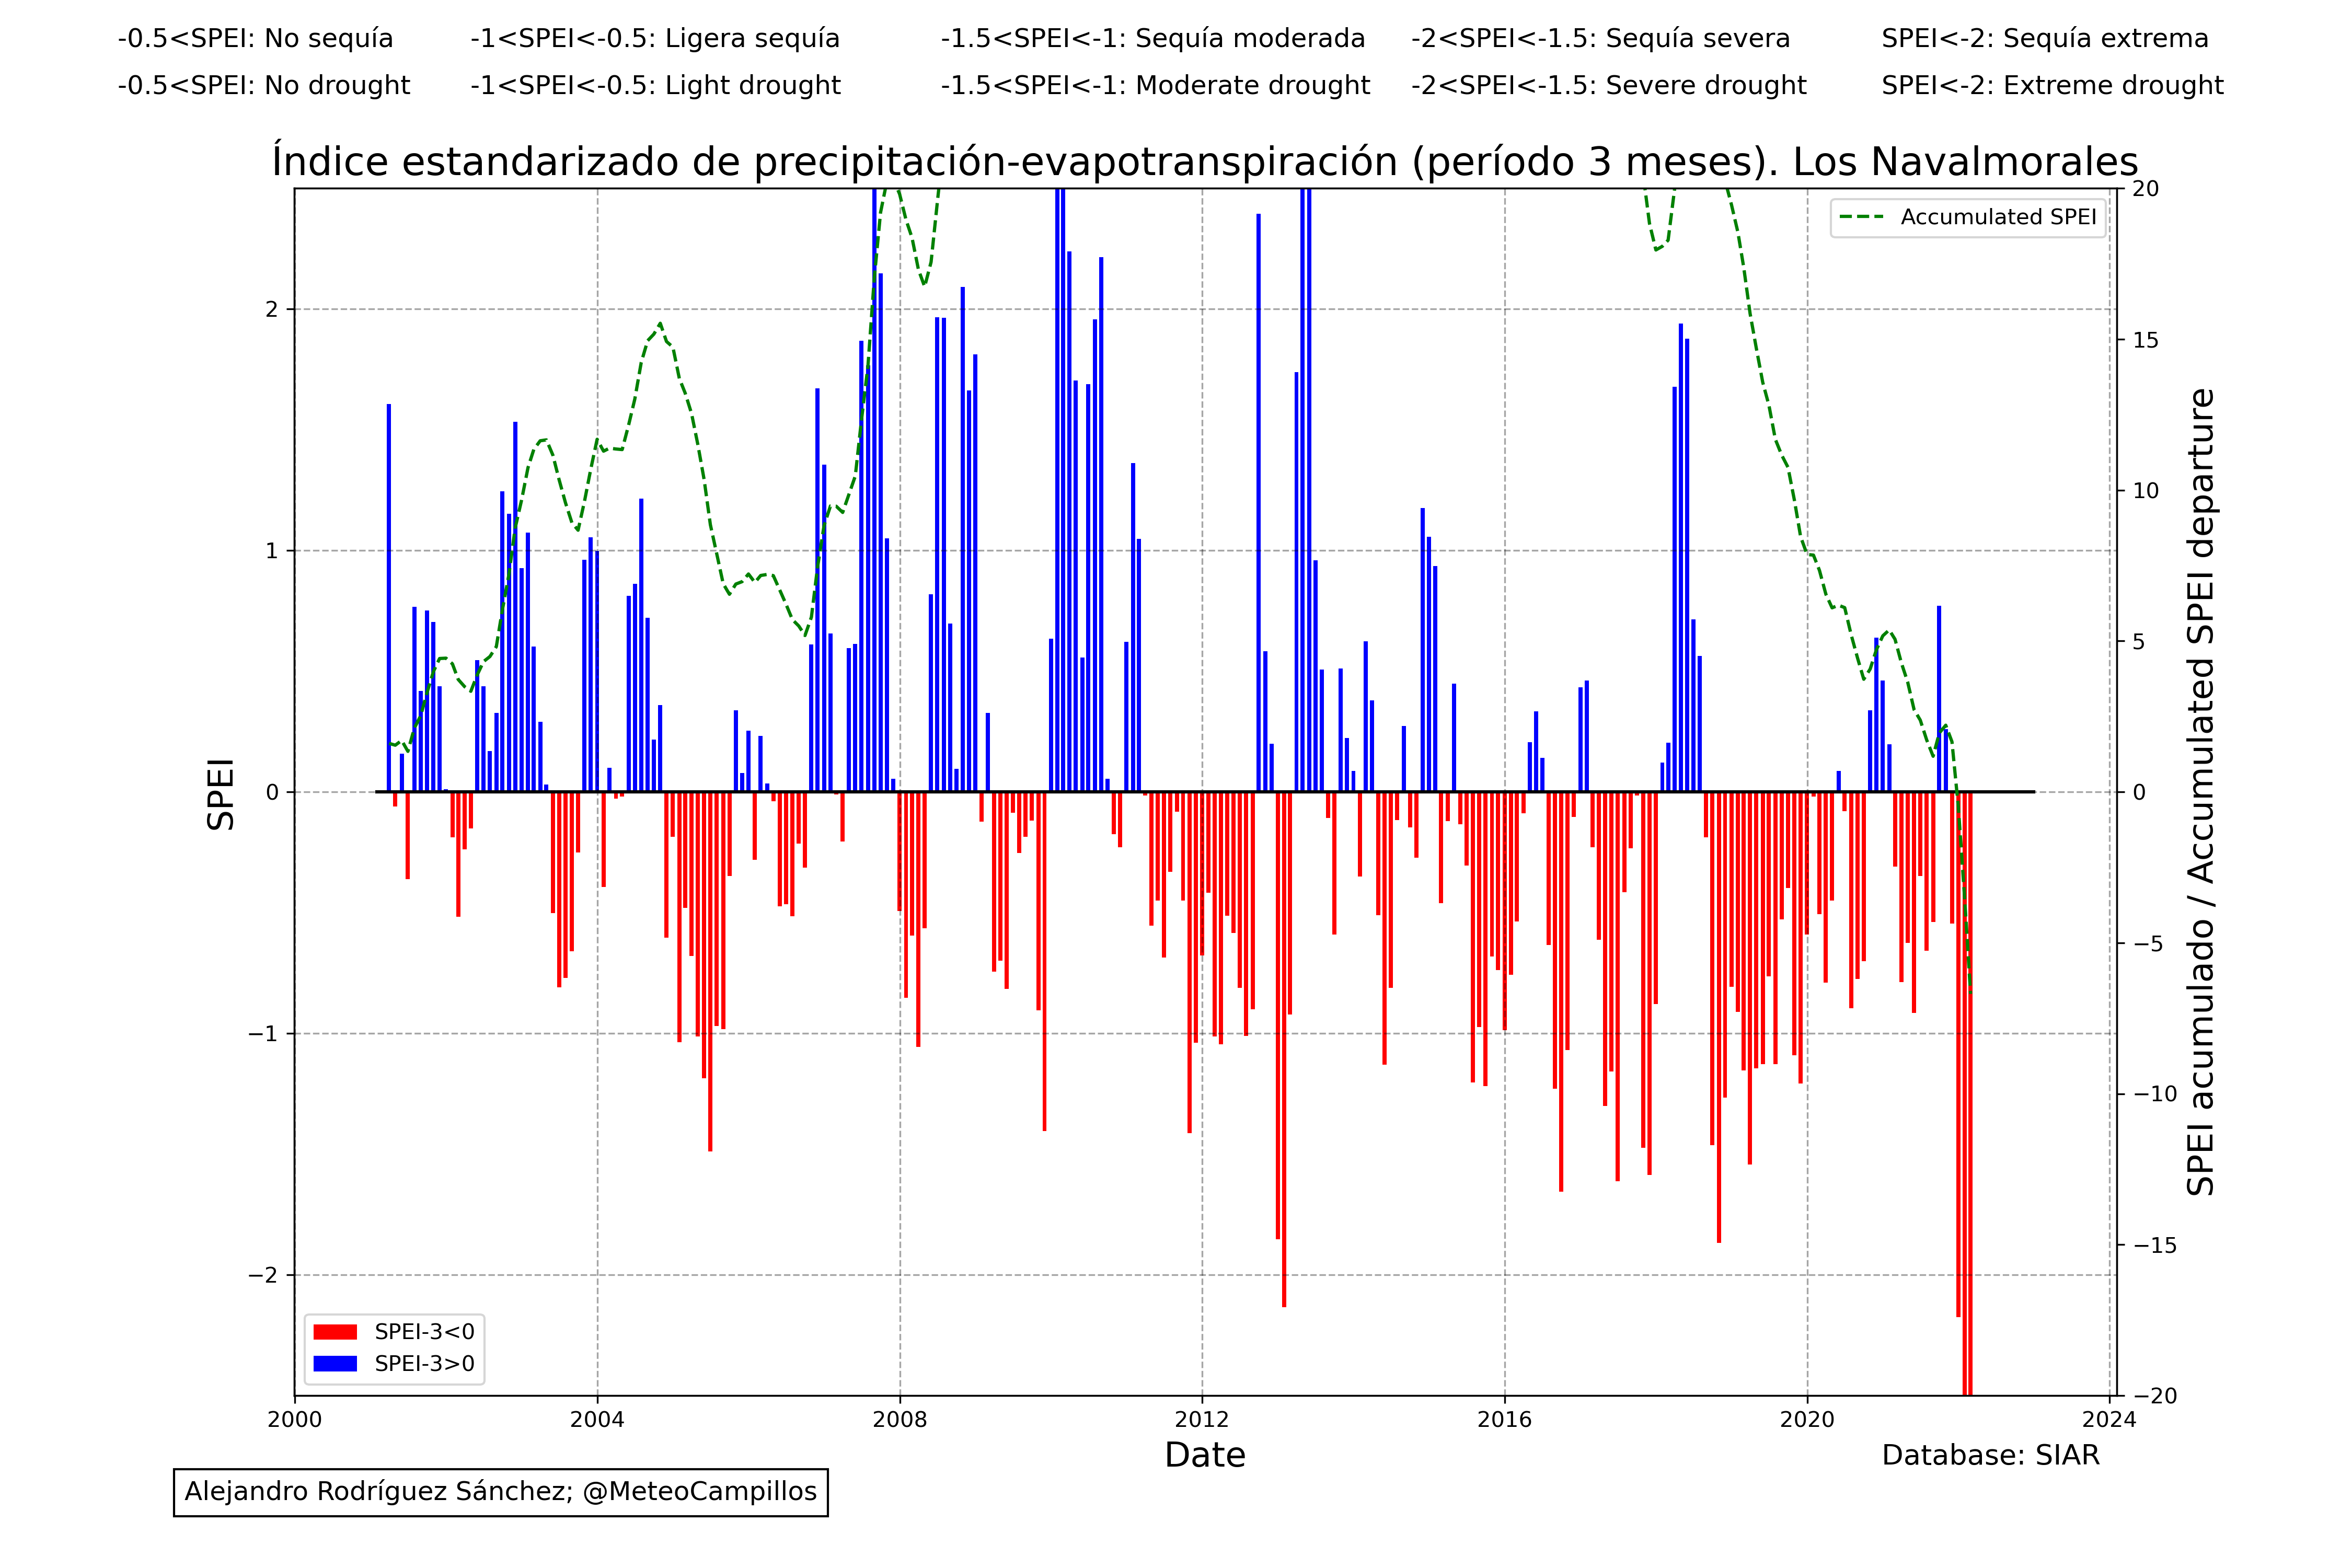 -0.5<SPEI: No sequía -1<SPEI<-0.5: Ligera sequía -1.5<SPEI<-1: Sequía moderada -2<SPEI<-1.5: Sequía severa SPEI<-2: Sequía extrema
-0.5<SPEI: No drought -1<SPEI<-0.5: Light drought -1.5<SPEI<-1: Moderate drought -2<SPEI<-1.5: Severe drought SPEI<-2: Extreme drought
Índice estandarizado de precipitación-evapotranspiración (período 3 meses). Los Navalmorales
Accumulated SPEI
SPEI
2
1
0
−1
−2
20
15
10
5
0
−5
−10
−15
−20
SPEI acumulado / Accumulated SPEI departure
SPEI-3<0
SPEI-3>0
2000 2004 2008 2012 2016 2020 2024
Date
Database: SIAR
Alejandro Rodríguez Sánchez; @MeteoCampillos